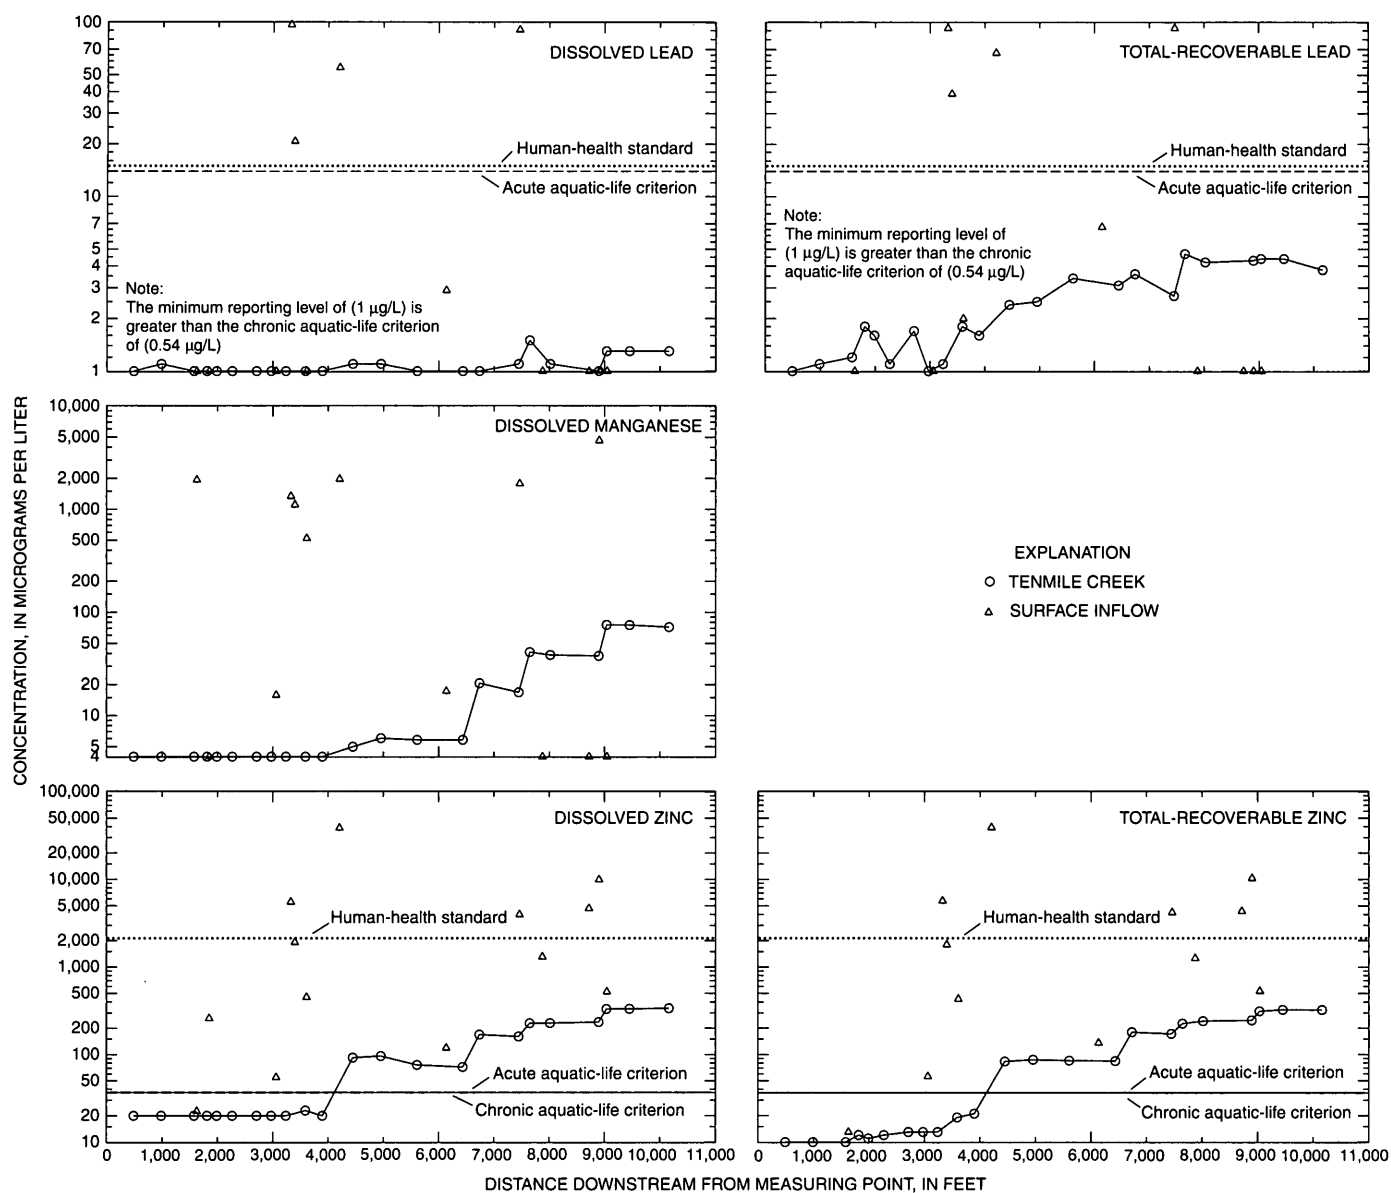 CONCENTRATION, IN MICROGRAMS PER LITER
DISSOLVED LEAD
100
70
50
40
30
20
10
7
5
4
3
2
1
Human-health standard
Acute aquatic-life criterion
Note:
The minimum reporting level of (1 µg/L) is
greater than the chronic aquatic-life criterion
of (0.54 µg/L)
TOTAL-RECOVERABLE LEAD
Human-health standard
Acute aquatic-life criterion
Note:
The minimum reporting level of
(1 µg/L) is greater than the chronic
aquatic-life criterion of (0.54 µg/L)
DISSOLVED MANGANESE
10,000
5,000
2,000
1,000
500
200
100
50
20
10
5
4
EXPLANATION
TENMILE CREEK
SURFACE INFLOW
DISSOLVED ZINC
100,000
50,000
20,000
10,000
5,000
2,000
1,000
500
200
100
50
20
10
Human-health standard
Acute aquatic-life criterion
Chronic aquatic-life criterion
0 1,000 2,000 3,000 4,000 5,000 6,000 7,000 8,000 9,000 10,000 11,000
TOTAL-RECOVERABLE ZINC
Human-health standard
Acute aquatic-life criterion
Chronic aquatic-life criterion
0 1,000 2,000 3,000 4,000 5,000 6,000 7,000 8,000 9,000 10,000 11,000
DISTANCE DOWNSTREAM FROM MEASURING POINT, IN FEET